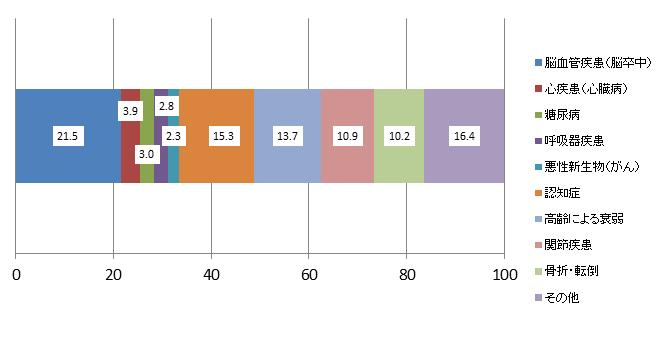 3.9
2.8
21.5
2.3
15.3
13.7
10.9
10.2
16.4
3.0
0
20
40
60
80
100
脳血管疾患（脳卒中）
心疾患（心臓病）
糖尿病
呼吸器疾患
悪性新生物（がん）
認知症
高齢による衰弱
関節疾患
骨折・転倒
その他